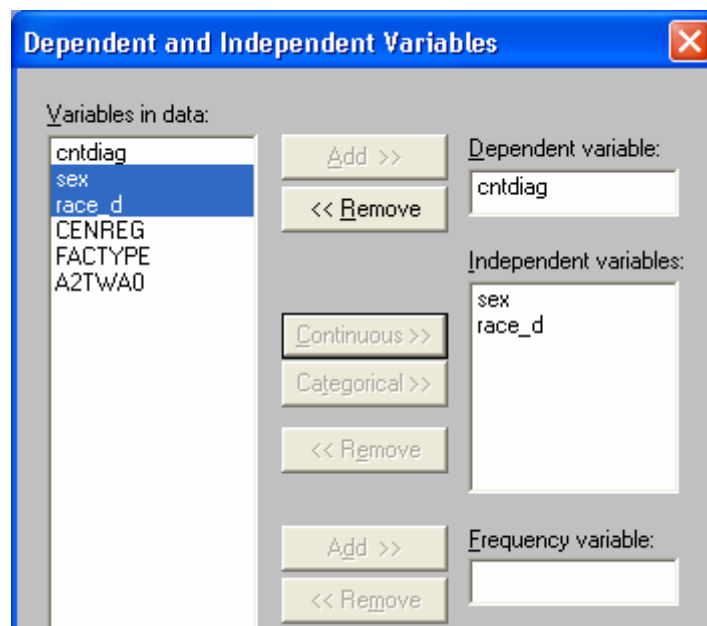 Dependent and Independent Variables
Variables in data:
cntdiag
sex
race_d
CENREG
FACTYPE
A2TWA0
Add >>
<< Remove
Continuous >>
Categorical >>
<< Remove
Add >>
<< Remove
Dependent variable:
cntdiag
Independent variables:
sex
race_d
Frequency variable: